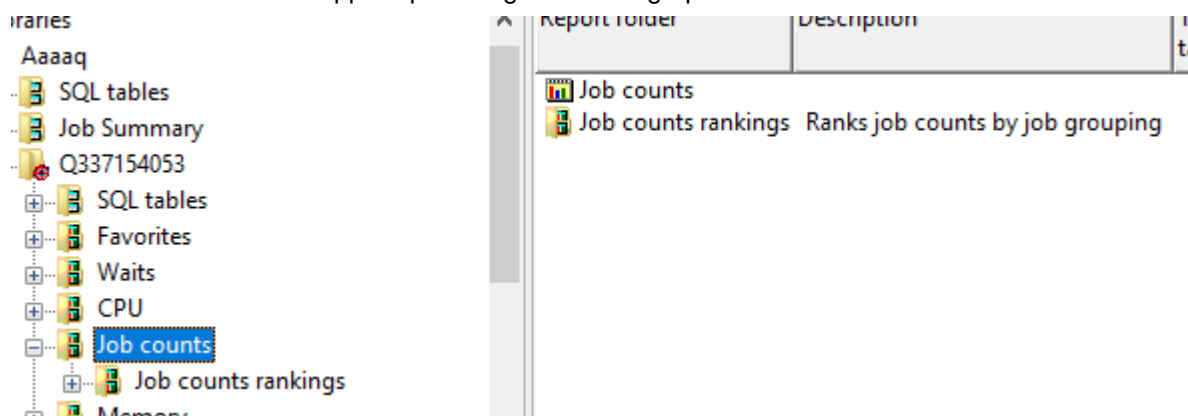 Aaaaq
SQL tables
Job Summary
Q337154053
SQL tables
Favorites
Waits
CPU
Job counts
Job counts rankings
Memory
Report folder Description
Job counts
Job counts rankings Ranks job counts by job grouping